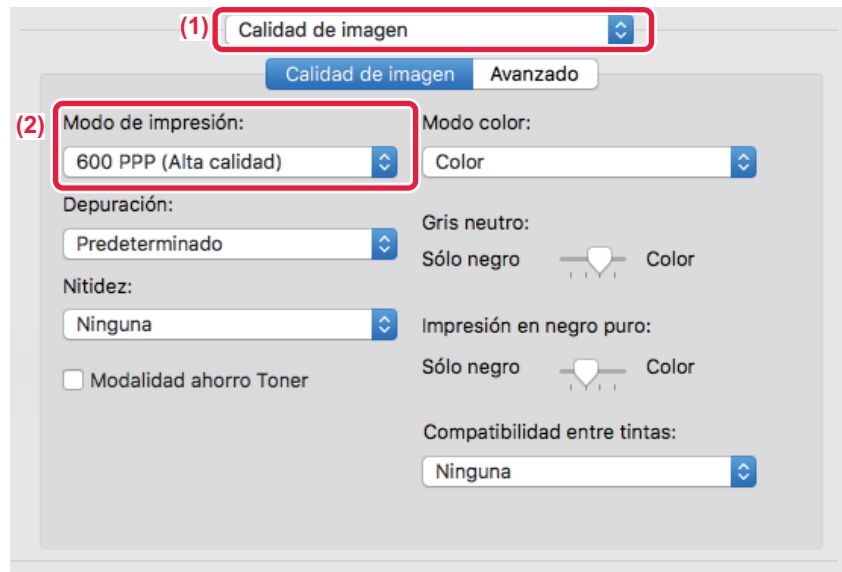 (1) Calidad de imagen
Calidad de imagen Avanzado
(2) Modo de impresión:
600 PPP (Alta calidad)
Depuración:
Predeterminado
Nitidez:
Ninguna
Modalidad ahorro Toner
Modo color:
Color
Gris neutro:
Sólo negro Color
Impresión en negro puro:
Sólo negro Color
Compatibilidad entre tintas:
Ninguna